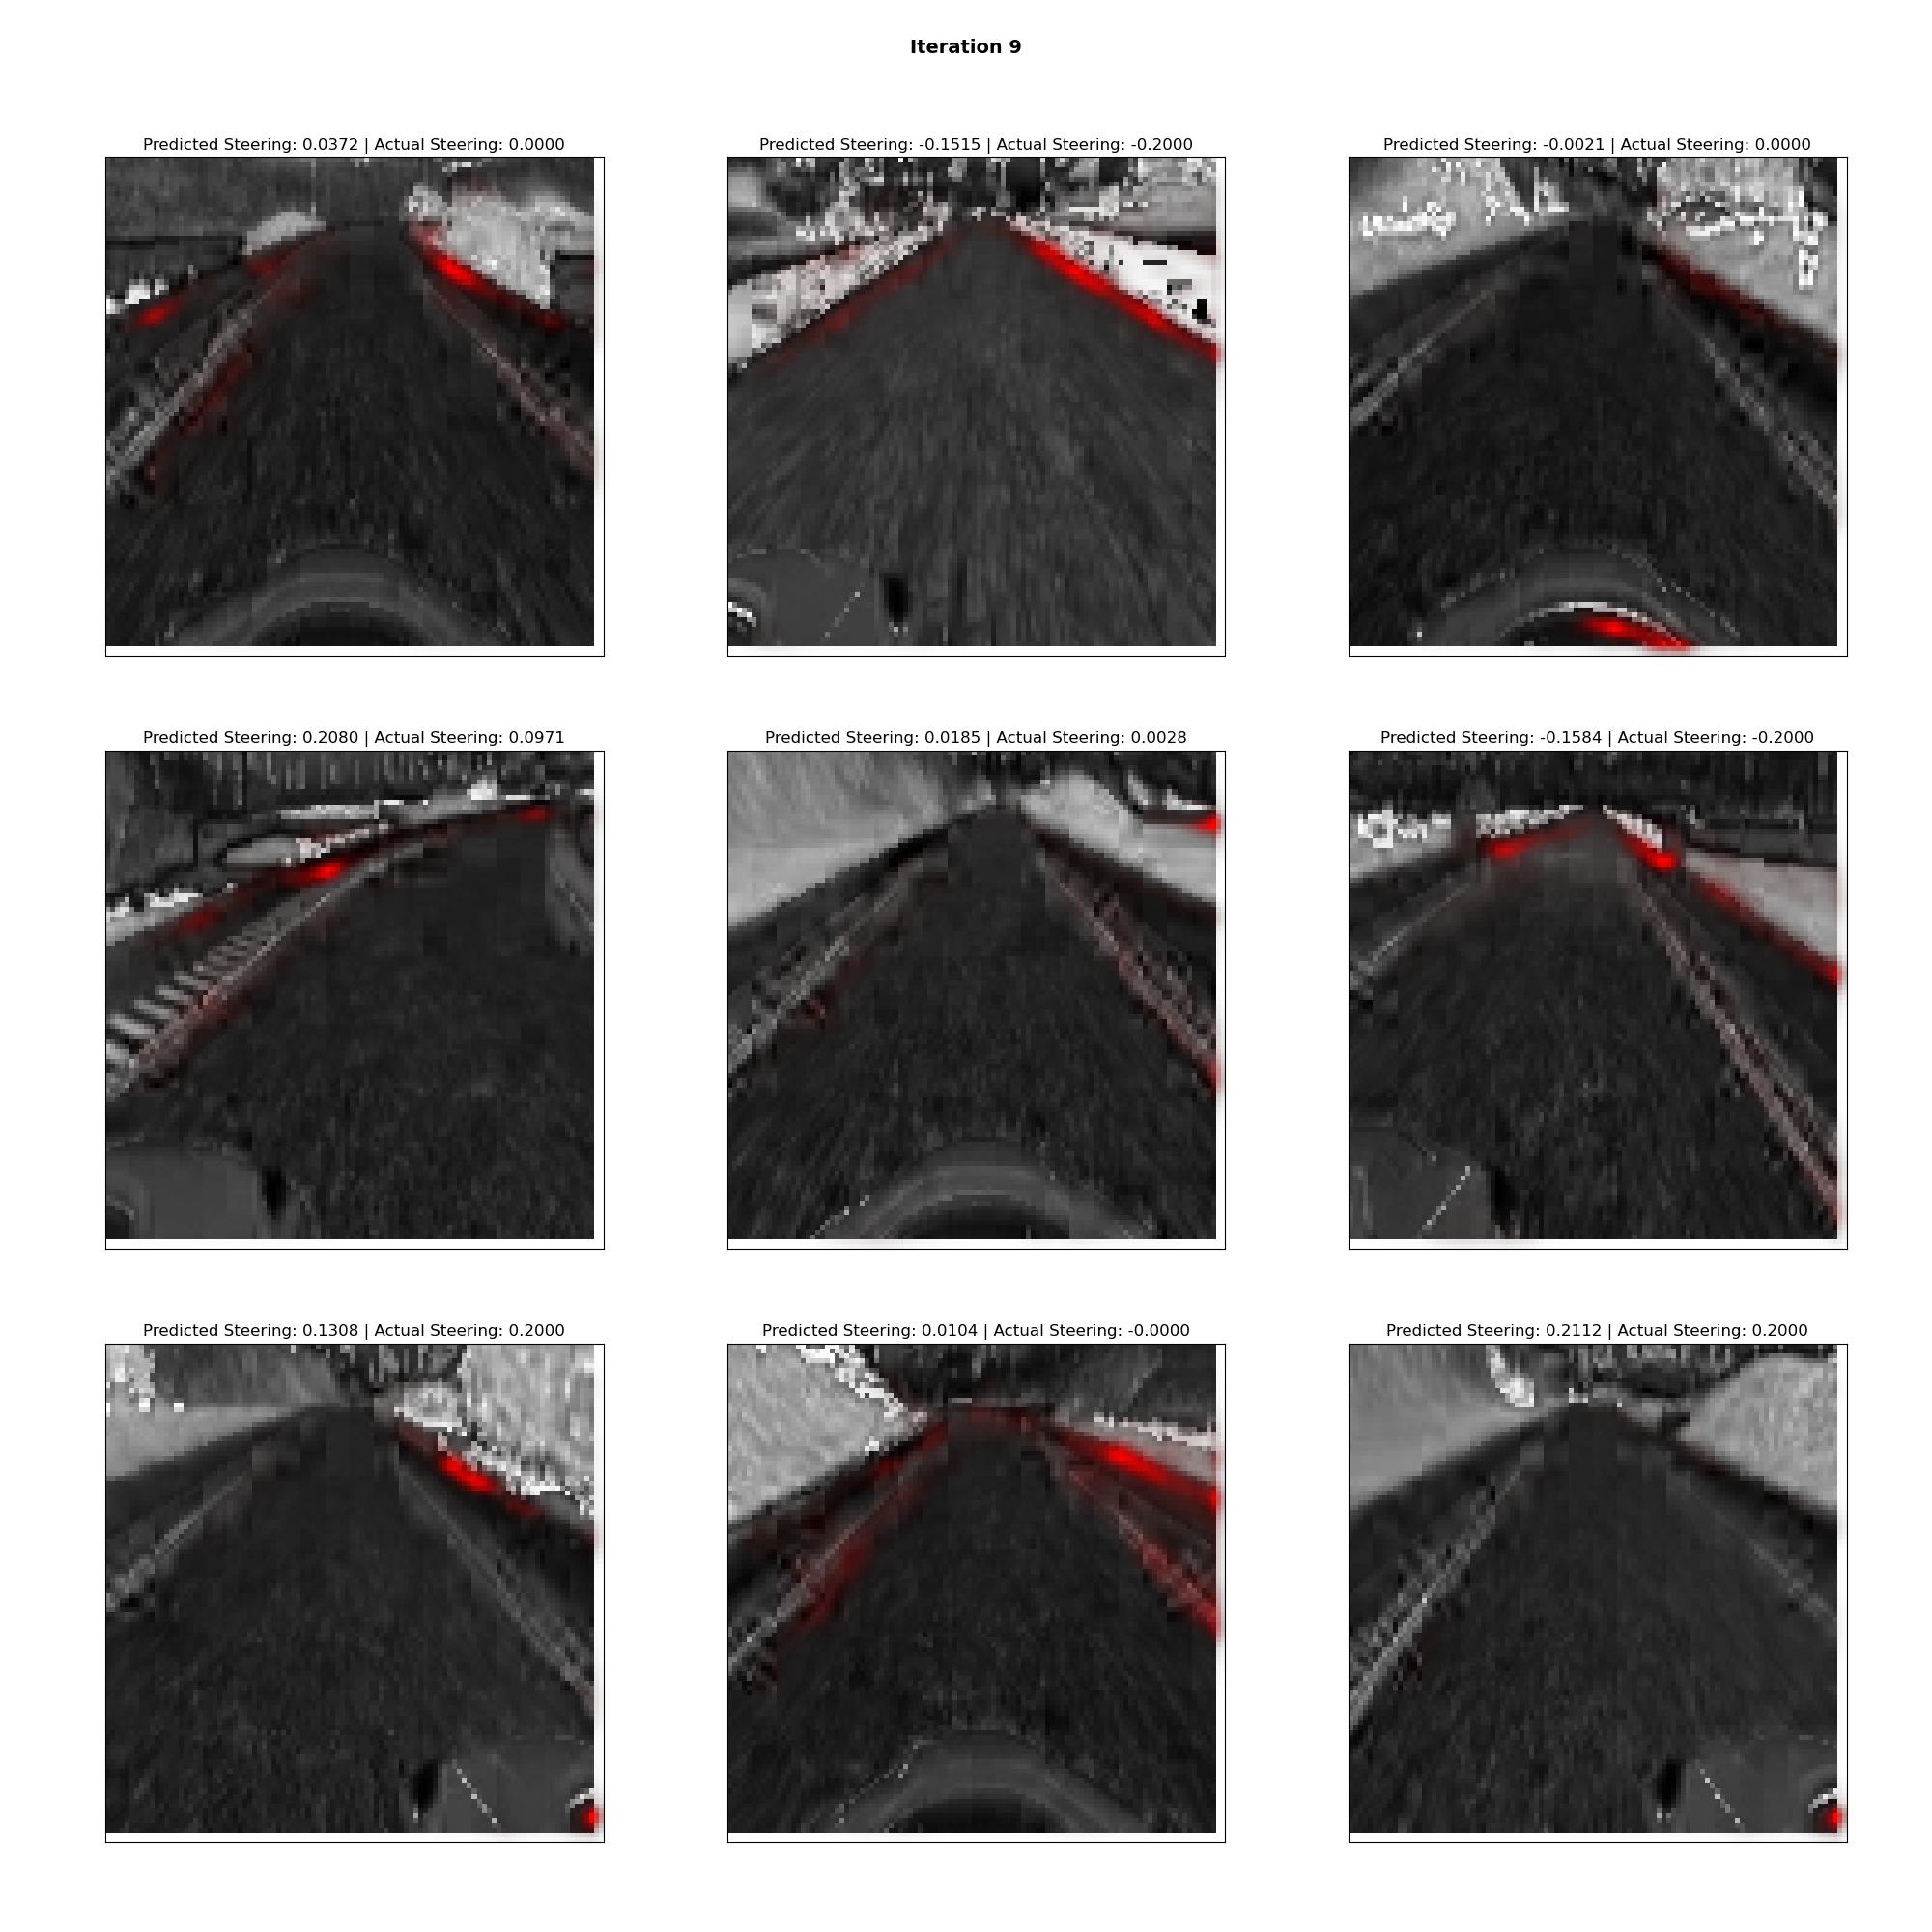 Iteration 9
Predicted Steering: 0.0372 | Actual Steering: 0.0000
Predicted Steering: -0.1515 | Actual Steering: -0.2000
Predicted Steering: -0.0021 | Actual Steering: 0.0000
Predicted Steering: 0.2080 | Actual Steering: 0.0971
Predicted Steering: 0.0185 | Actual Steering: 0.0028
Predicted Steering: -0.1584 | Actual Steering: -0.2000
Predicted Steering: 0.1308 | Actual Steering: 0.2000
Predicted Steering: 0.0104 | Actual Steering: -0.0000
Predicted Steering: 0.2112 | Actual Steering: 0.2000